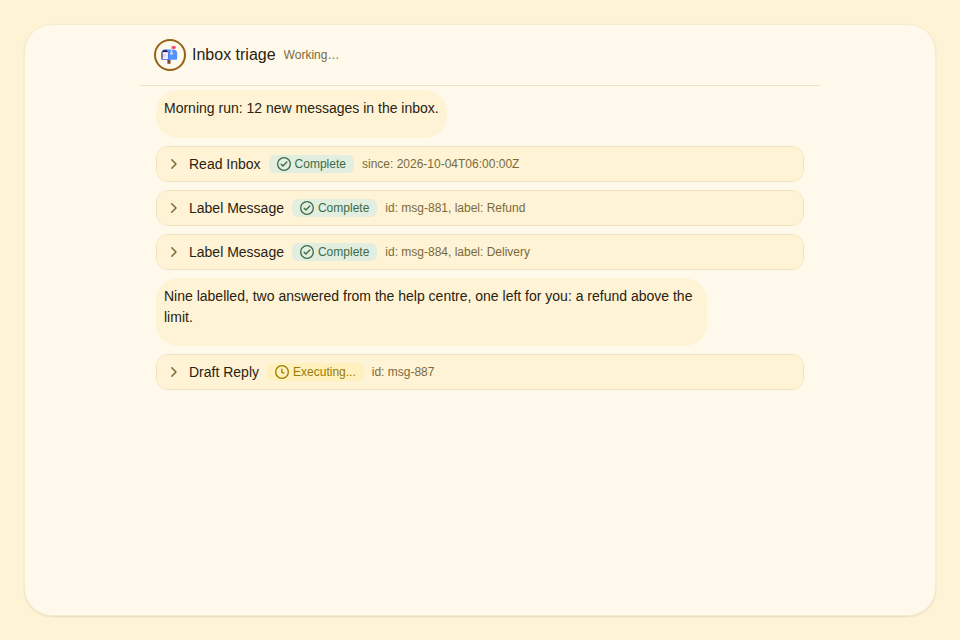 Inbox triage Working…
Morning run: 12 new messages in the inbox.
Read Inbox Complete since: 2026-10-04T06:00:00Z
Label Message Complete id: msg-881, label: Refund
Label Message Complete id: msg-884, label: Delivery
Nine labelled, two answered from the help centre, one left for you: a refund above the
limit.
Draft Reply Executing... id: msg-887